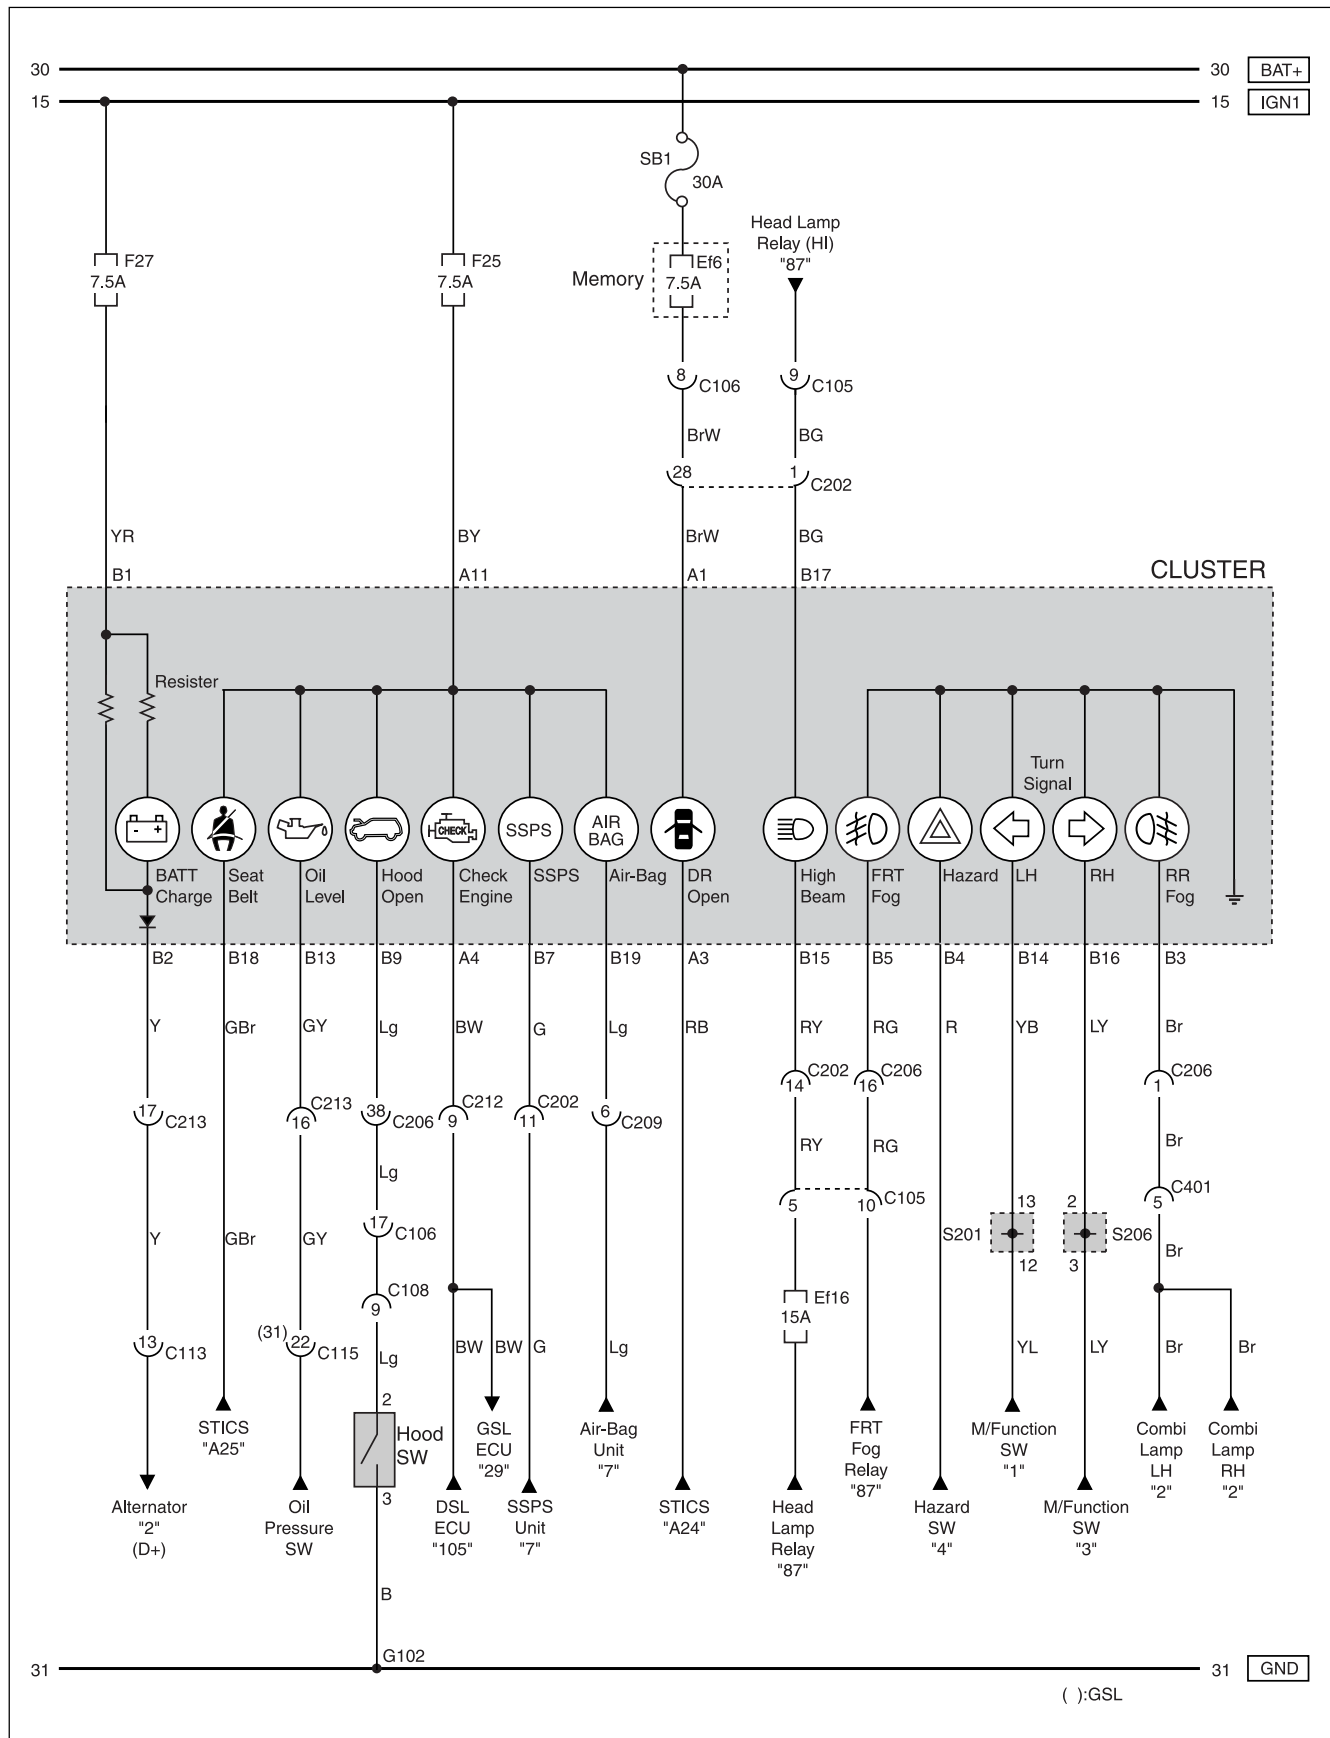 30 30 BAT+
15 15 IGN1
SB1
30A
Head Lamp
Relay (HI)
"87"
F27
7.5A
F25
7.5A
Memory
Ef6
7.5A
8 C106
9 C105
BrW BG
28 1 C202
YR BY BrW BG
B1 A11 A1 B17
CLUSTER
Resister
Turn
Signal
- +
CHECK
SSPS
AIR
BAG
BATT
Charge
Seat
Belt
Oil
Level
Hood
Open
Check
Engine
SSPS
Air-Bag
DR
Open
High
Beam
FRT
Fog
Hazard
LH
RH
RR
Fog
B2 B18 B13 B9 A4 B7 B19 A3 B15 B5 B4 B14 B16 B3
Y GBr GY Lg BW G Lg RB RY RG R YB LY Br
14 C202
16 C206
1 C206
17 C213
16 C213
38 C206
9 C212
11 C202
6 C209
Lg RY RG Br
5 10 C105
5 C401
17 C106
S201 13 12
2 3 S206
Y GBr GY Br
9 C108
Ef16
15A
13 C113
(31) 22 C115
Lg BW BW G Lg YL LY Br Br
2
Hood
SW
3
STICS
"A25"
GSL
ECU
"29"
Air-Bag
Unit
"7"
FRT
Fog
Relay
"87"
M/Function
SW
"1"
Combi
Lamp
LH
"2"
Combi
Lamp
RH
"2"
Alternator
"2"
(D+)
Oil
Pressure
SW
DSL
ECU
"105"
SSPS
Unit
"7"
STICS
"A24"
Head
Lamp
Relay
"87"
Hazard
SW
"4"
M/Function
SW
"3"
B
G102
31 31 GND
( ):GSL